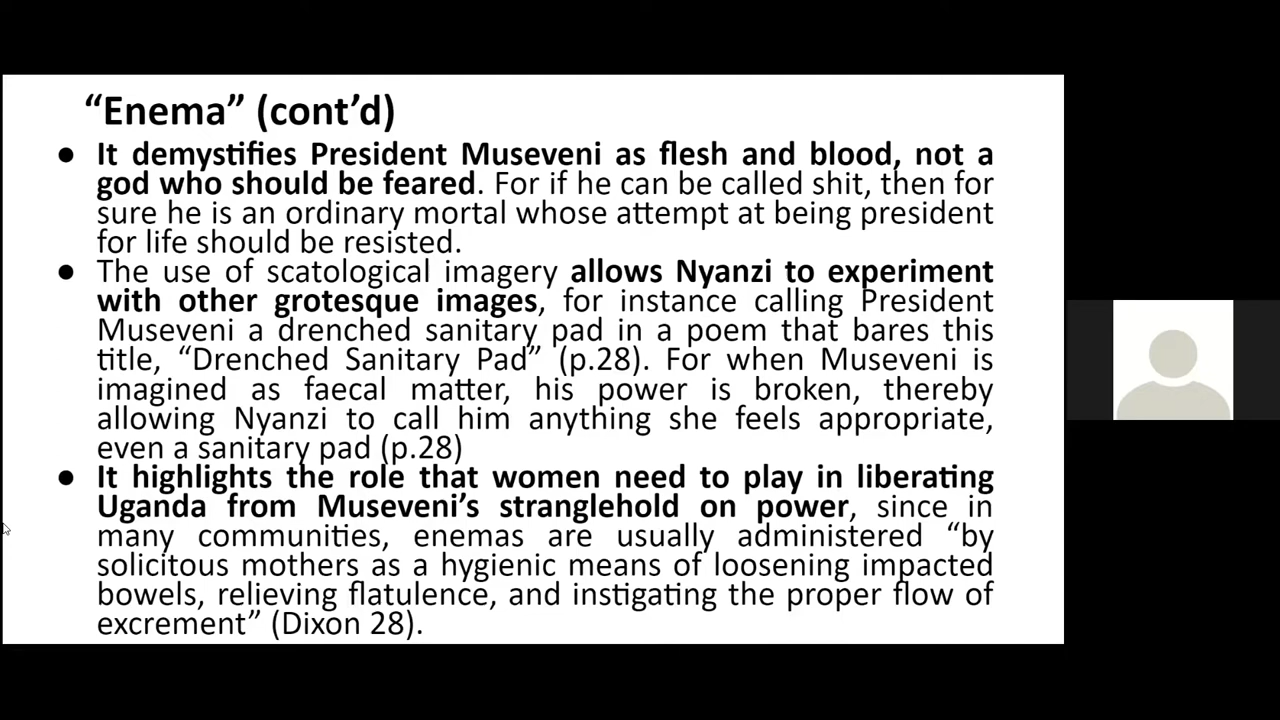 “Enema” (cont’d)
● It demystifies President Museveni as flesh and blood, not a
god who should be feared. For if he can be called shit, then for
sure he is an ordinary mortal whose attempt at being president
for life should be resisted.
● The use of scatological imagery allows Nyanzi to experiment
with other grotesque images, for instance calling President
Museveni a drenched sanitary pad in a poem that bares this
title, “Drenched Sanitary Pad” (p.28). For when Museveni is
imagined as faecal matter, his power is broken, thereby
allowing Nyanzi to call him anything she feels appropriate,
even a sanitary pad (p.28)
● It highlights the role that women need to play in liberating
Uganda from Museveni’s stranglehold on power, since in
many communities, enemas are usually administered “by
solicitous mothers as a hygienic means of loosening impacted
bowels, relieving flatulence, and instigating the proper flow of
excrement” (Dixon 28).